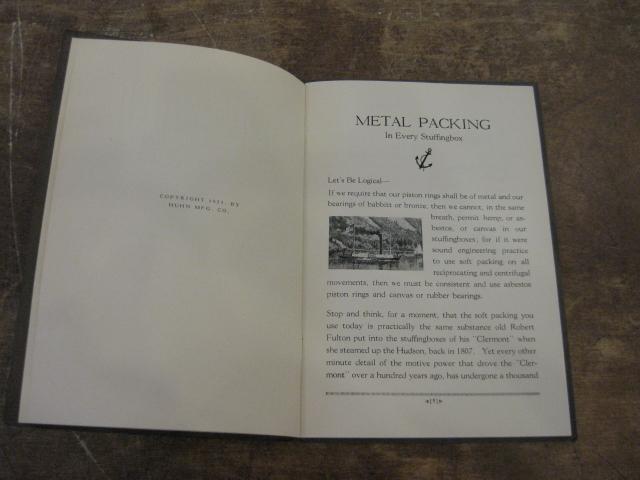 COPYRIGHT 1921, BY
HUHN MFG. CO.
METAL PACKING
In Every Stuffingbox
Let's Be Logical—
If we require that our piston rings shall be of metal and our
bearings of babbitt or bronze, then we cannot, in the same
breath, permit hemp, or as-
bestos, or canvas in our
stuffingboxes; for if it were
sound engineering practice
to use soft packing on all
reciprocating and centrifugal
movements, then we must be consistent and use asbestos
piston rings and canvas or rubber bearings.
Stop and think, for a moment, that the soft packing you
use today is practically the same substance old Robert
Fulton put into the stuffingboxes of his "Clermont" when
she steamed up the Hudson, back in 1807. Yet every other
minute detail of the motive power that drove the "Cler-
mont" over a hundred years ago, has undergone a thousand